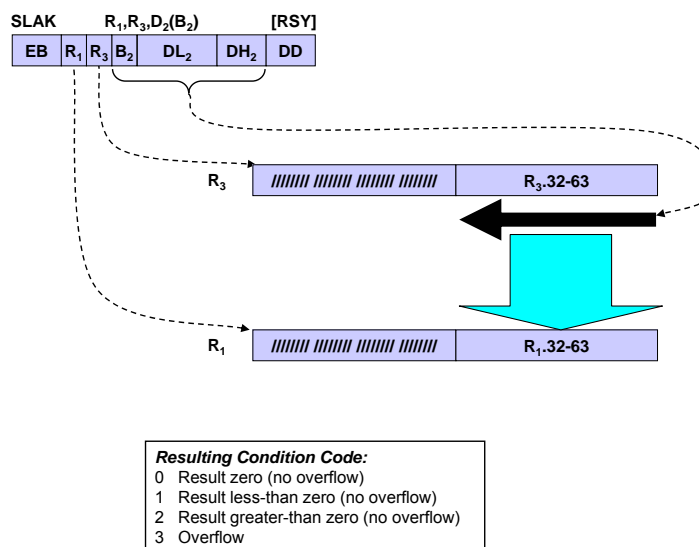 SLAK R1,R3,D2(B2) [RSY]
EB R1 R3 B2 DL2 DH2 DD
R3 //////// //////// //////// //////// R3.32-63
R1 //////// //////// //////// //////// R1.32-63
Resulting Condition Code:
0 Result zero (no overflow)
1 Result less-than zero (no overflow)
2 Result greater-than zero (no overflow)
3 Overflow